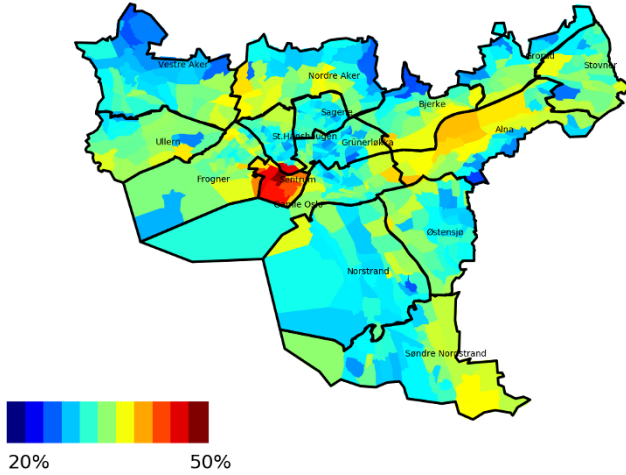 Vestre Aker
Nordre Aker
Grorud
Stovner
Bjerke
Sagene
Alna
Ullern
St.Hanshaugen
Grünerløkka
Frogner
Sentrum
Gamle Oslo
Østensjø
Norstrand
Søndre Nordstrand
20%
50%